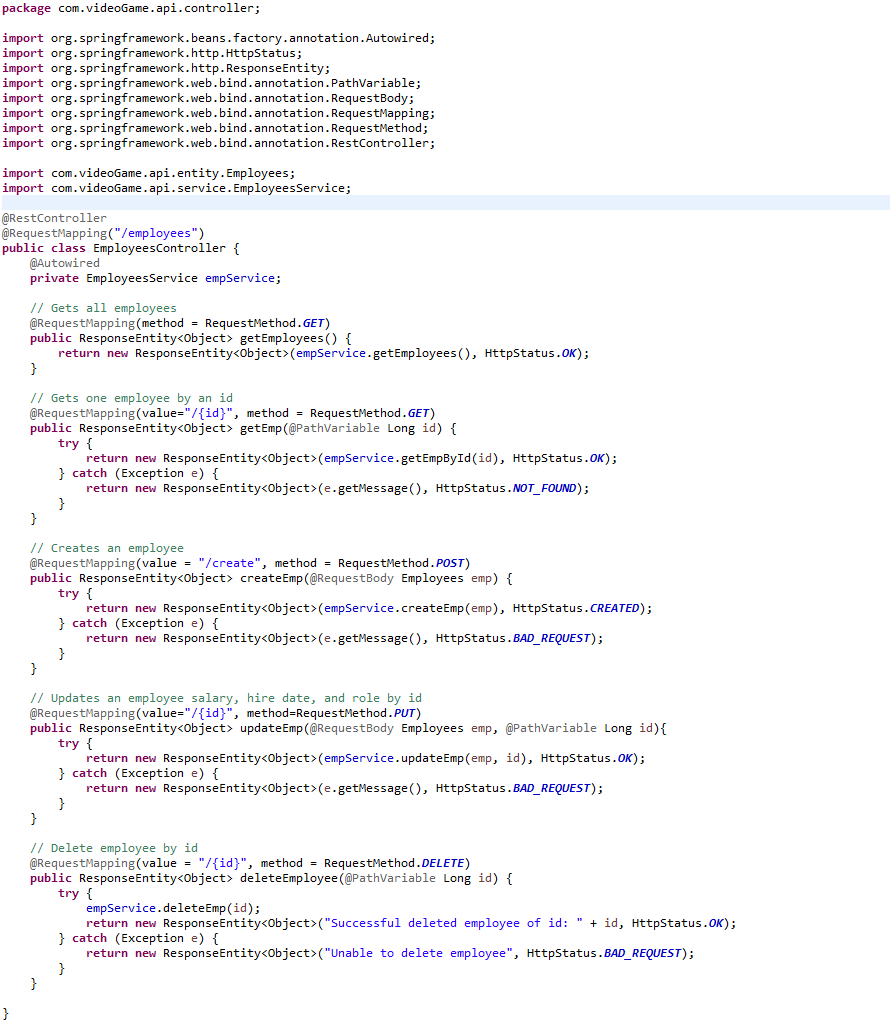 package com.videoGame.api.controller;

import org.springframework.beans.factory.annotation.Autowired;
import org.springframework.http.HttpStatus;
import org.springframework.http.ResponseEntity;
import org.springframework.web.bind.annotation.PathVariable;
import org.springframework.web.bind.annotation.RequestBody;
import org.springframework.web.bind.annotation.RequestMapping;
import org.springframework.web.bind.annotation.RequestMethod;
import org.springframework.web.bind.annotation.RestController;

import com.videoGame.api.entity.Employees;
import com.videoGame.api.service.EmployeesService;

@RestController
@RequestMapping("/employees")
public class EmployeesController {
    @Autowired
    private EmployeesService empService;

    // Gets all employees
    @RequestMapping(method = RequestMethod.GET)
    public ResponseEntity<Object> getEmployees() {
        return new ResponseEntity<Object>(empService.getEmployees(), HttpStatus.OK);
    }

    // Gets one employee by an id
    @RequestMapping(value="/{id}", method = RequestMethod.GET)
    public ResponseEntity<Object> getEmp(@PathVariable Long id) {
        try {
            return new ResponseEntity<Object>(empService.getEmpById(id), HttpStatus.OK);
        } catch (Exception e) {
            return new ResponseEntity<Object>(e.getMessage(), HttpStatus.NOT_FOUND);
        }
    }

    // Creates an employee
    @RequestMapping(value = "/create", method = RequestMethod.POST)
    public ResponseEntity<Object> createEmp(@RequestBody Employees emp) {
        try {
            return new ResponseEntity<Object>(empService.createEmp(emp), HttpStatus.CREATED);
        } catch (Exception e) {
            return new ResponseEntity<Object>(e.getMessage(), HttpStatus.BAD_REQUEST);
        }
    }

    // Updates an employee salary, hire date, and role by id
    @RequestMapping(value="/{id}", method=RequestMethod.PUT)
    public ResponseEntity<Object> updateEmp(@RequestBody Employees emp, @PathVariable Long id){
        try {
            return new ResponseEntity<Object>(empService.updateEmp(emp, id), HttpStatus.OK);
        } catch (Exception e) {
            return new ResponseEntity<Object>(e.getMessage(), HttpStatus.BAD_REQUEST);
        }
    }

    // Delete employee by id
    @RequestMapping(value = "/{id}", method = RequestMethod.DELETE)
    public ResponseEntity<Object> deleteEmployee(@PathVariable Long id) {
        try {
            empService.deleteEmp(id);
            return new ResponseEntity<Object>("Successful deleted employee of id: " + id, HttpStatus.OK);
        } catch (Exception e) {
            return new ResponseEntity<Object>("Unable to delete employee", HttpStatus.BAD_REQUEST);
        }
    }

}